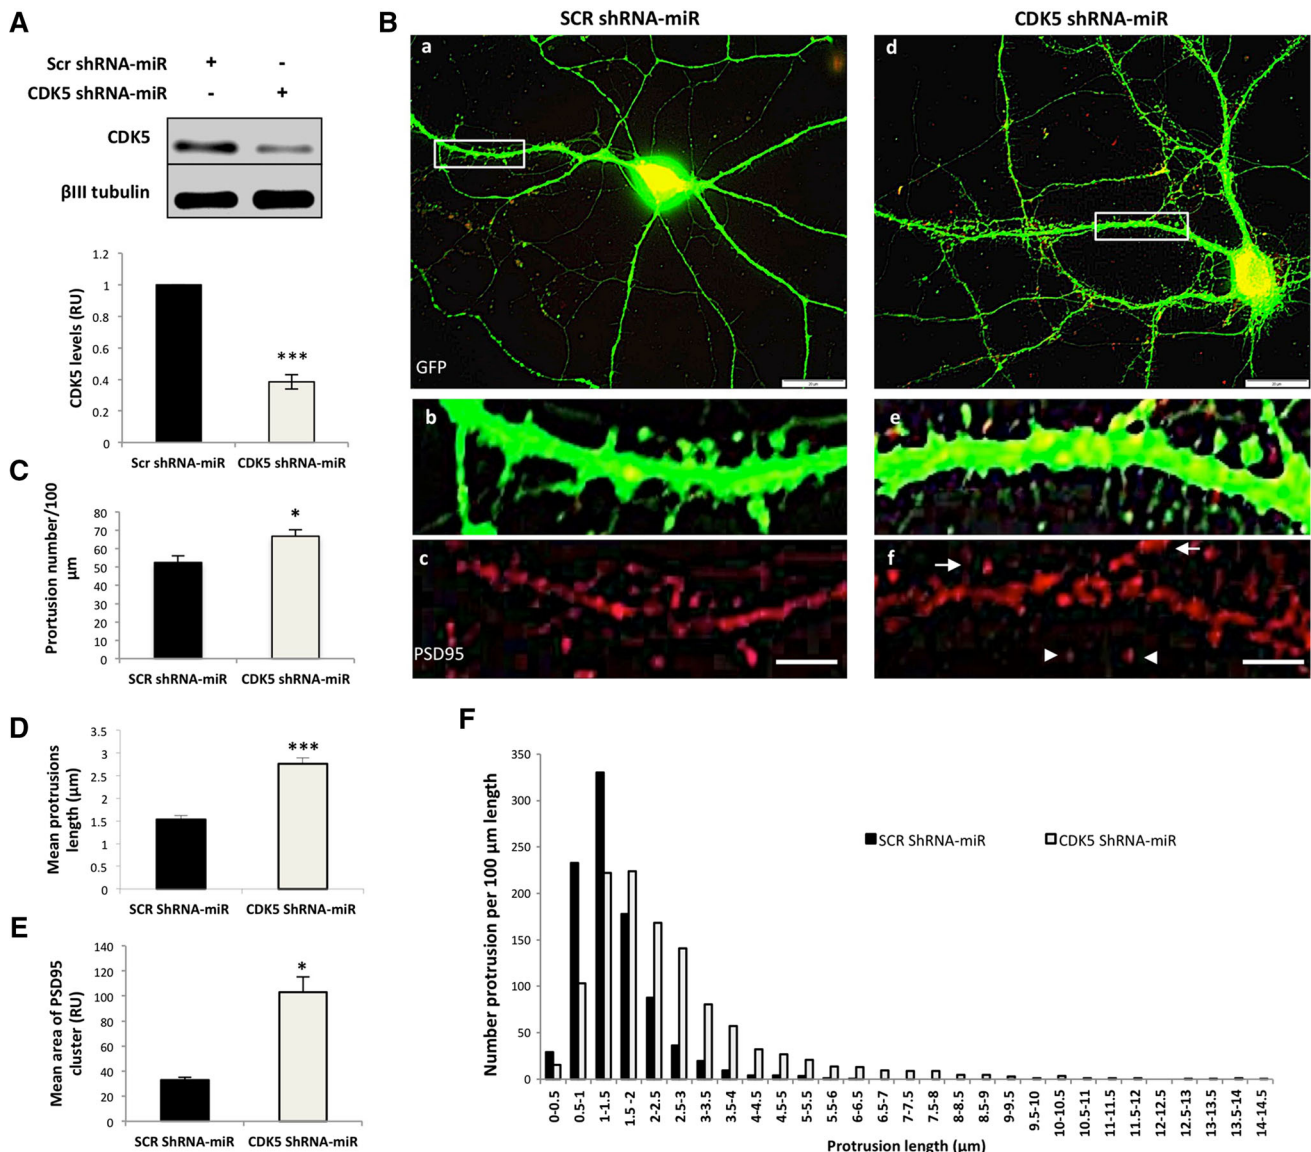 A
Scr shRNA-miR + -
CDK5 shRNA-miR - +
CDK5
βIII tubulin
CDK5 levels (RU)
1.2
1
0.8
0.6
0.4
0.2
0
***
Scr shRNA-miR CDK5 shRNA-miR
B
SCR shRNA-miR CDK5 shRNA-miR
a
GFP
d
b
e
c
PSD95
f
C
Prortusion number/100
µm
80
70
60
50
40
30
20
10
0
*
SCR shRNA-miR CDK5 shRNA-miR
D
Mean protrusions
length (µm)
3.5
3
2.5
2
1.5
1
0.5
0
***
SCR ShRNA-miR CDK5 ShRNA-miR
E
Mean area of PSD95
cluster (RU)
140
120
100
80
60
40
20
0
*
SCR ShRNA-miR CDK5 ShRNA-miR
F
Number protrusion per 100 µm length
350
300
250
200
150
100
50
0
SCR ShRNA-miR CDK5 ShRNA-miR
0-0.5 0.5-1 1-1.5 1.5 -2 2-2.5 2.5-3 3-3.5 3.5-4 4-4.5 4.5-5 5-5.5 5.5-6 6-6.5 6.5-7 7-7.5 7.5-8 8-8.5 8.5-9 9-9.5 9.5-10 10-10.5 10.5-11 11-11.5 11.5-12 12-12.5 12.5-13 13-13.5 13.5-14 14-14.5
Protrusion length (µm)